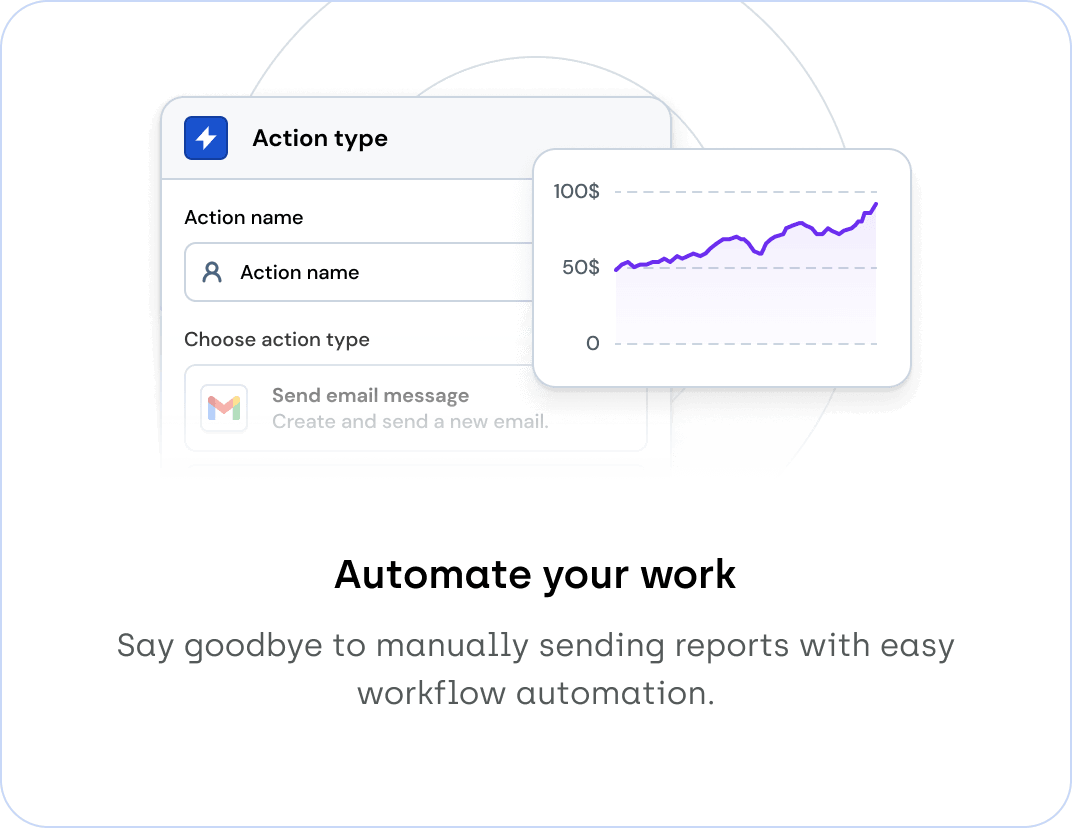 Action type
Action name
Action name
Choose action type
Send email message
Create and send a new email.
100$
50$
0
Automate your work
Say goodbye to manually sending reports with easy
workflow automation.